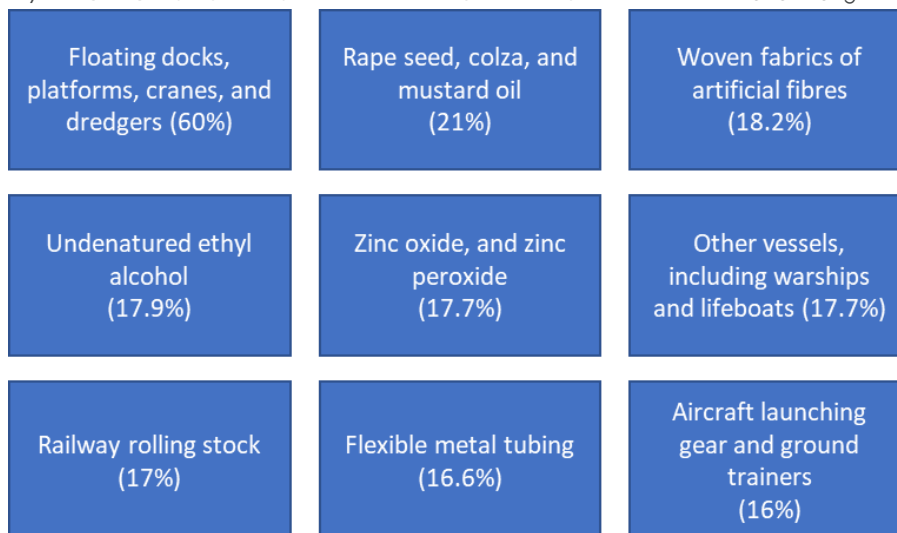 Floating docks,
platforms, cranes, and
dredgers (60%)
Rape seed, colza, and
mustard oil
(21%)
Woven fabrics of
artificial fibres
(18.2%)
Undenatured ethyl
alcohol
(17.9%)
Zinc oxide, and zinc
peroxide
(17.7%)
Other vessels,
including warships
and lifeboats (17.7%)
Railway rolling stock
(17%)
Flexible metal tubing
(16.6%)
Aircraft launching
gear and ground
trainers
(16%)